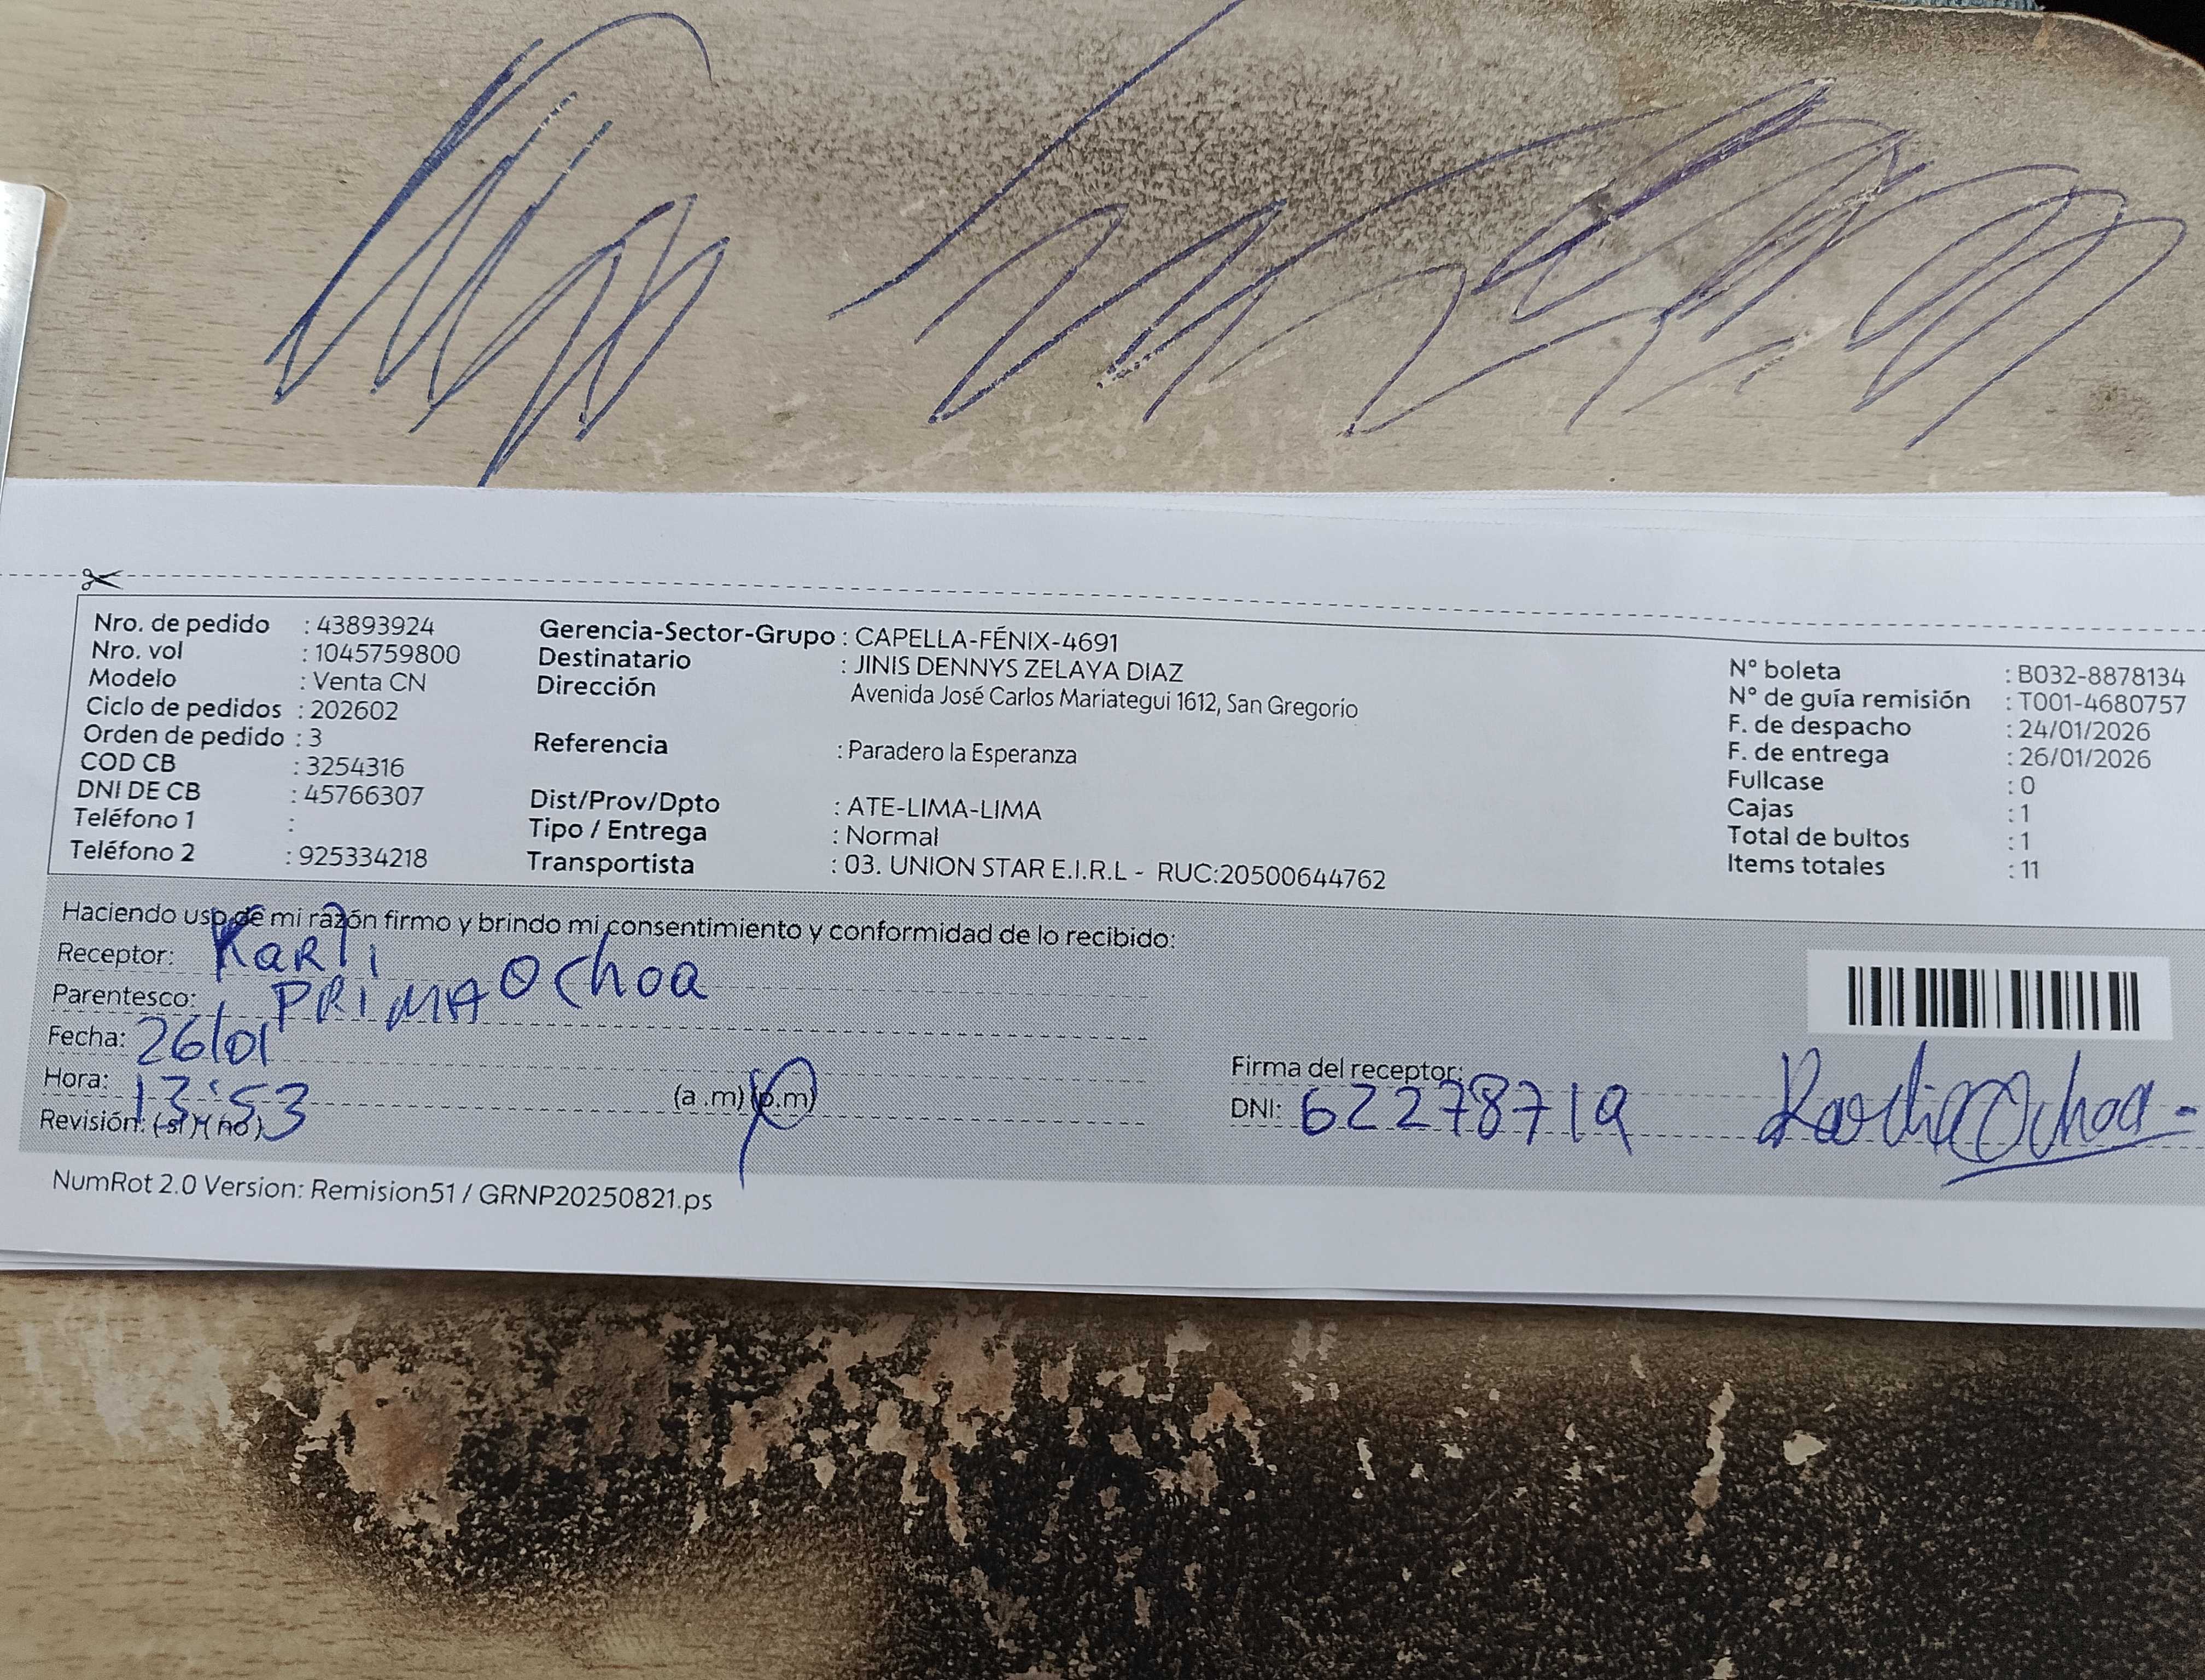 Nro. de pedido : 43893924
Nro. vol : 1045759800
Modelo : Venta CN
Ciclo de pedidos : 202602
Orden de pedido : 3
COD CB : 3254316
DNI DE CB : 45766307
Teléfono 1 :
Teléfono 2 : 925334218
Gerencia-Sector-Grupo : CAPELLA-FÉNIX-4691
Destinatario : JINIS DENNYS ZELAYA DIAZ
Dirección Avenida José Carlos Mariategui 1612, San Gregorio
Referencia : Paradero la Esperanza
Dist/Prov/Dpto : ATE-LIMA-LIMA
Tipo / Entrega : Normal
Transportista : 03. UNION STAR E.I.R.L - RUC:20500644762
N° boleta : B032-8878134
N° de guía remisión : T001-4680757
F. de despacho : 24/01/2026
F. de entrega : 26/01/2026
Fullcase : 0
Cajas : 1
Total de bultos : 1
Items totales : 11
Haciendo uso de mi razón firmo y brindo mi consentimiento y conformidad de lo recibido:
Receptor: Ochoa
Parentesco: PRIMA
Fecha: 26/01
Hora: 13:53 (a .m) (p.m)
Revisión: (si) (no)
Firma del receptor:
DNI: 62278719 Ochoa
NumRot 2.0 Version: Remision51 / GRNP20250821.ps